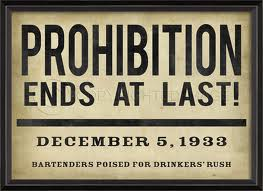 PROHIBITION
ENDS AT LAST!
DECEMBER 5, 1933
BARTENDERS POISED FOR DRINKERS' RUSH